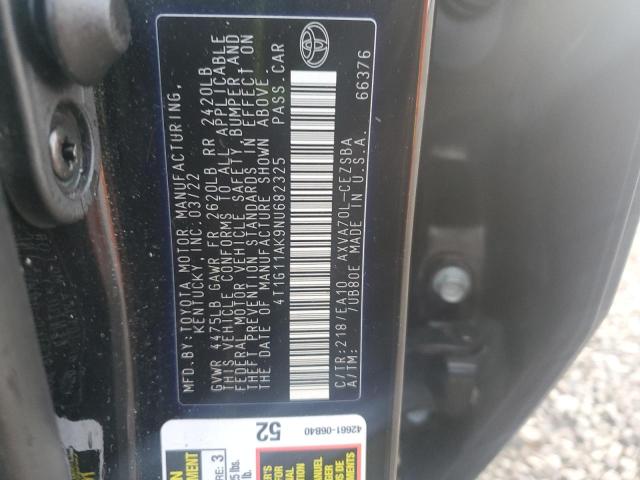 MFD.BY: TOYOTA MOTOR MANUFACTURING,
KENTUCKY, INC. 03/22
GVWR 4475LB GAWR FR 2620LB RR 2420LB
THIS VEHICLE CONFORMS TO ALL APPLICABLE
FEDERAL MOTOR VEHICLE SAFETY, BUMPER, AND
THEFT PREVENTION STANDARDS IN EFFECT ON
THE DATE OF MANUFACTURE SHOWN ABOVE.
4T1G11AK9NU682325 PASS. CAR
C/TR: 218/EA10 AXVA70L-CEZSBA
A/TM: /UB80E MADE IN U.S.A. 66376
42661-06B40
52